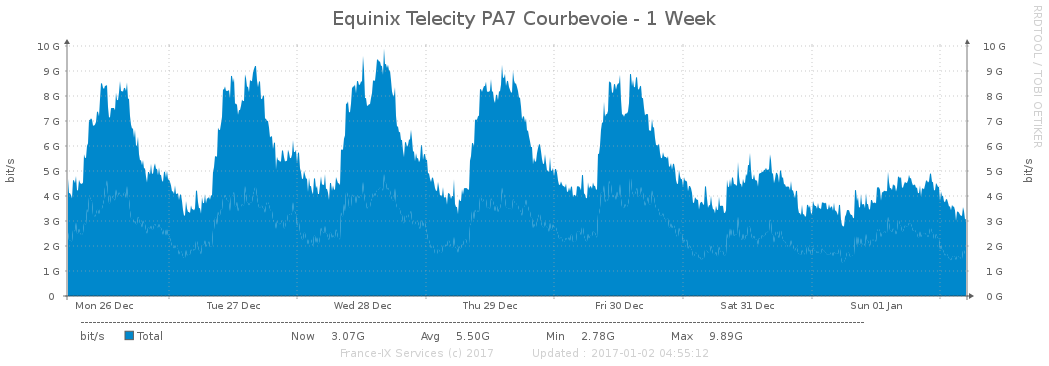 Equinix Telecity PA7 Courbevoie - 1 Week
RRDTOOL / TOBI OETIKER
bit/s
10 G
9 G
8 G
7 G
6 G
5 G
4 G
3 G
2 G
1 G
0
10 G
9 G
8 G
7 G
6 G
5 G
4 G
3 G
2 G
1 G
0 G
bit/s
Mon 26 Dec Tue 27 Dec Wed 28 Dec Thu 29 Dec Fri 30 Dec Sat 31 Dec Sun 01 Jan
bit/s Total Now 3.07G Avg 5.50G Min 2.78G Max 9.89G
France-IX Services (c) 2017 Updated : 2017-01-02 04:55:12